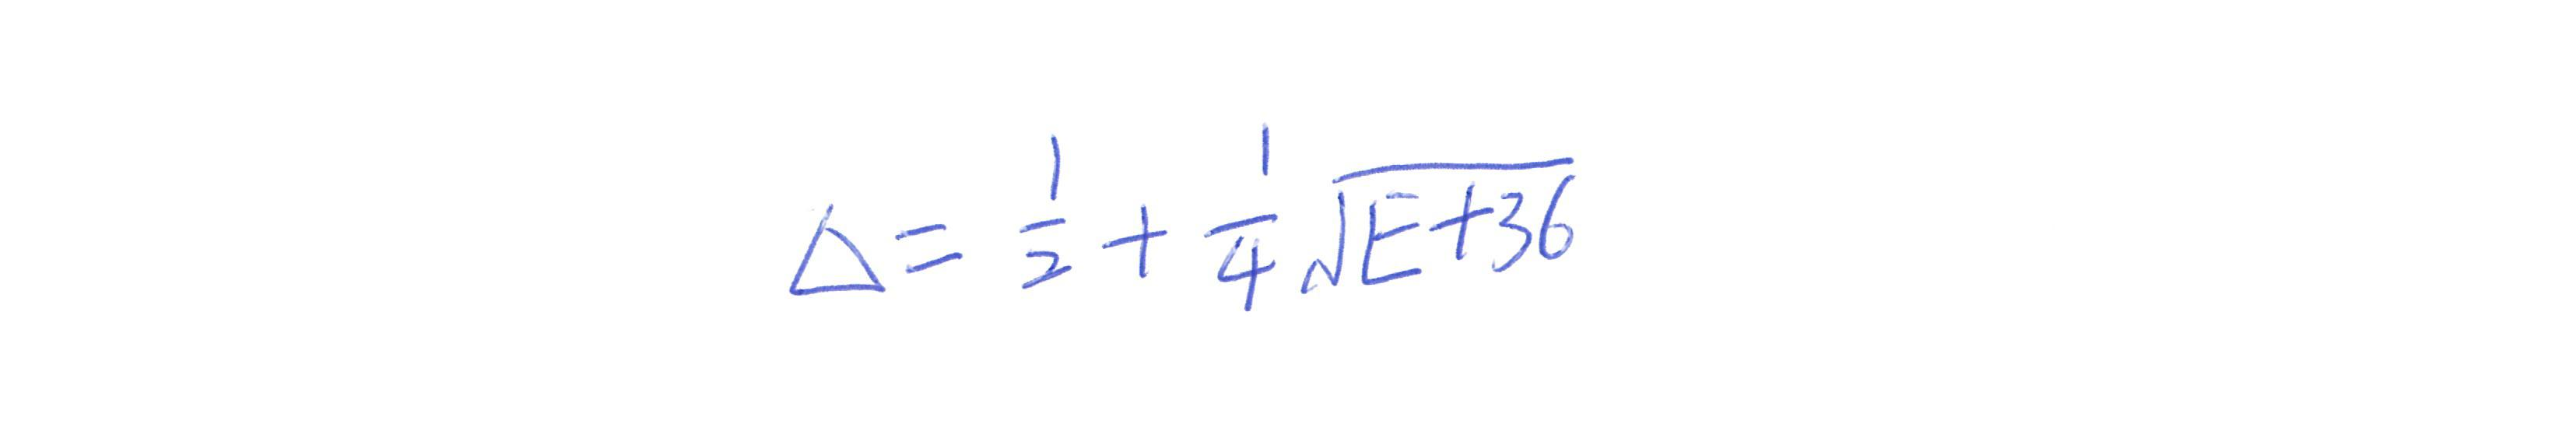 Δ = 1/2 + 1/4 √(E+36)